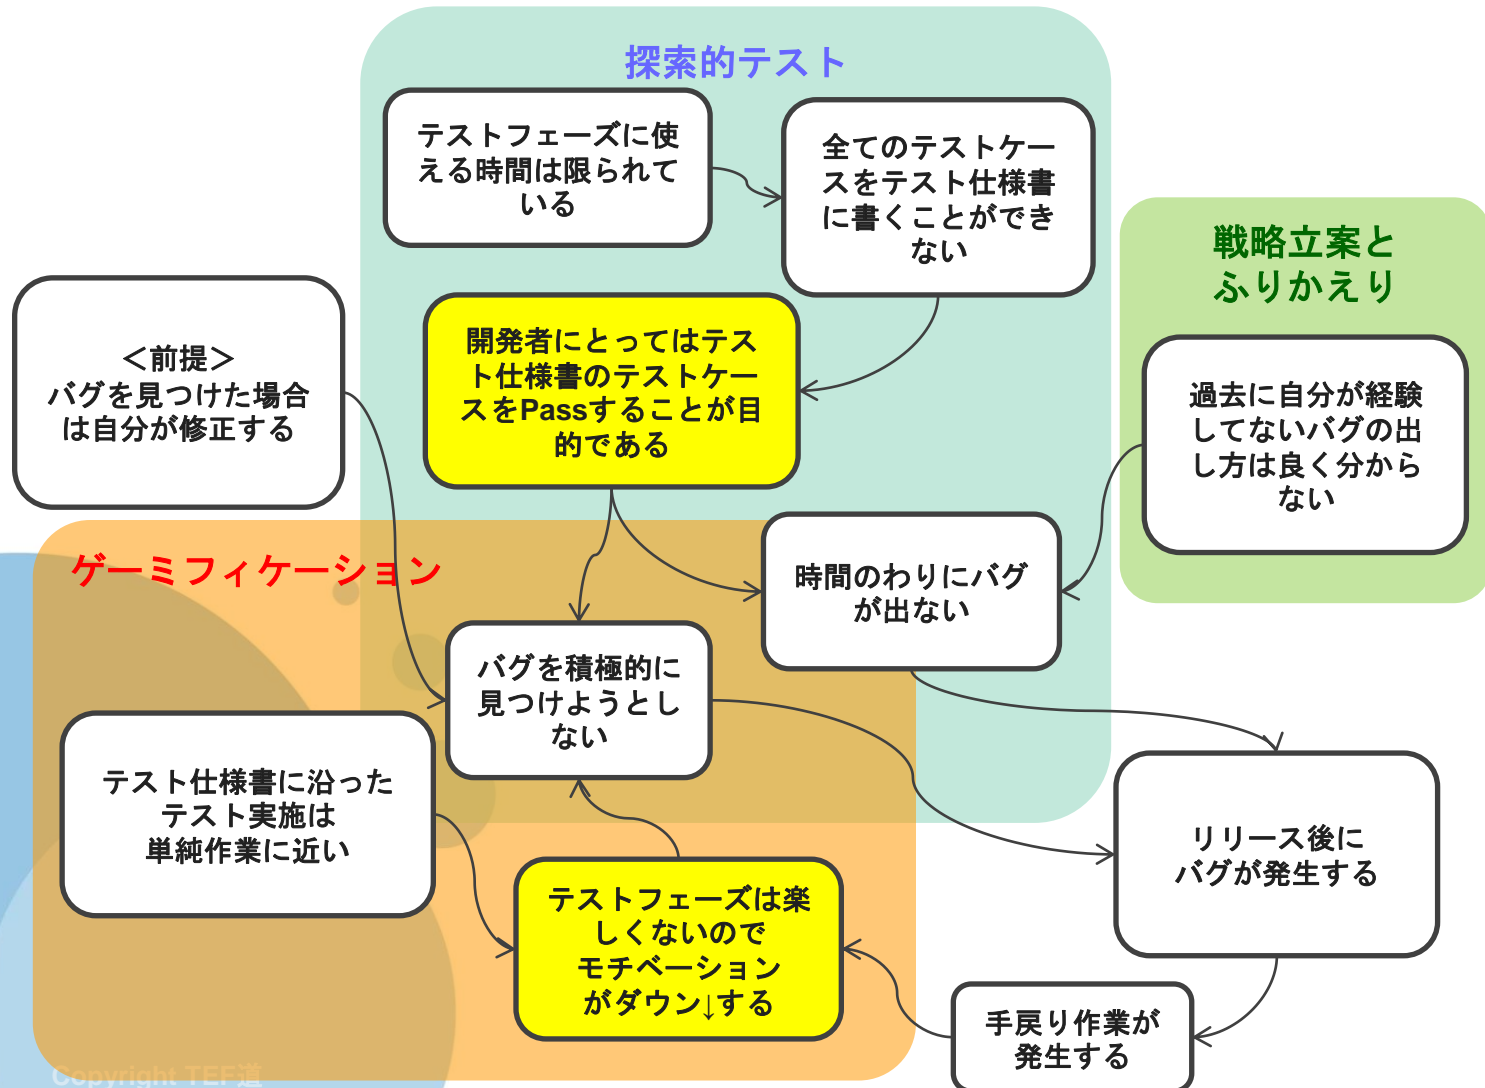 探索的テスト
テストフェーズに使
える時間は限られて
いる
全てのテストケー
スをテスト仕様書
に書くことができ
ない
戦略立案と
ふりかえり
＜前提＞
バグを見つけた場合
は自分が修正する
開発者にとってはテス
ト仕様書のテストケー
スをPassすることが目
的である
過去に自分が経験
してないバグの出
し方は良く分から
ない
ゲーミフィケーション
時間のわりにバグ
が出ない
バグを積極的に
見つけようとし
ない
テスト仕様書に沿った
テスト実施は
単純作業に近い
リリース後に
バグが発生する
テストフェーズは楽
しくないので
モチベーション
がダウン↓する
手戻り作業が
発生する
Copyright TEF道